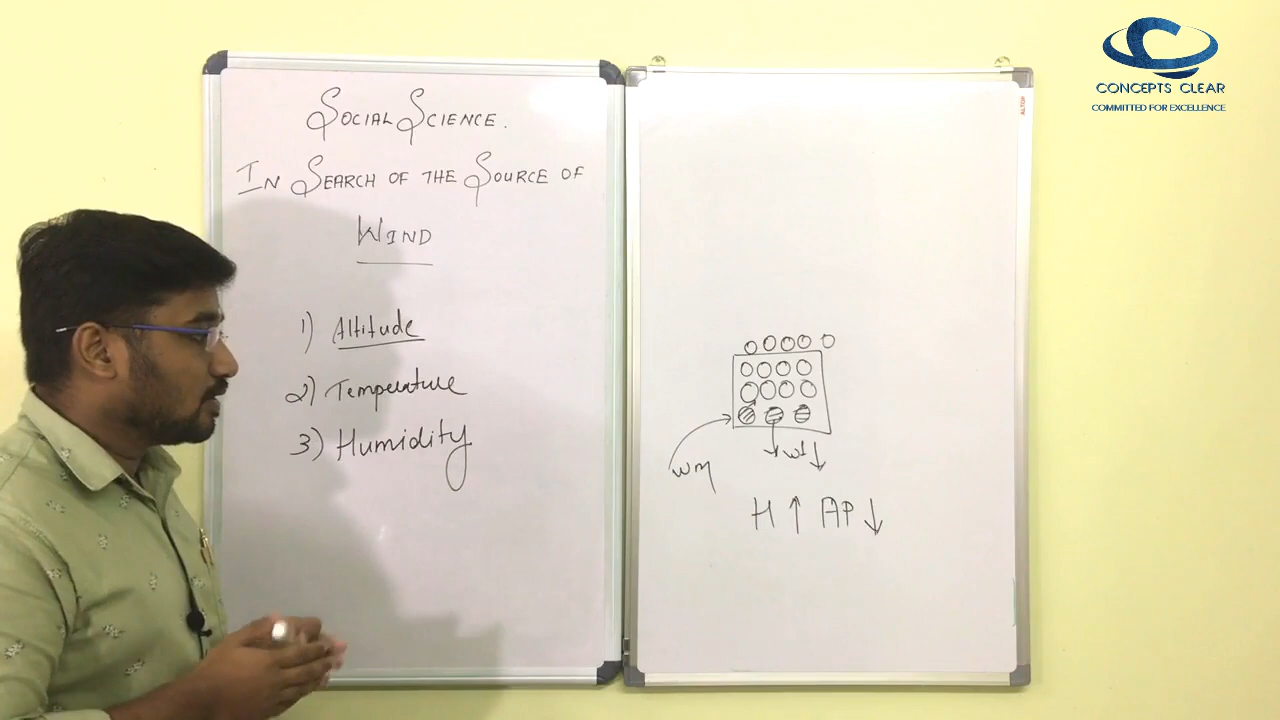 Social Science.
In Search of the Source of
Wind
1) Altitude
2) Temperature
3) Humidity
wm
wt ↓
H ↑ AP ↓
CONCEPTS CLEAR
COMMITTED FOR EXCELLENCE